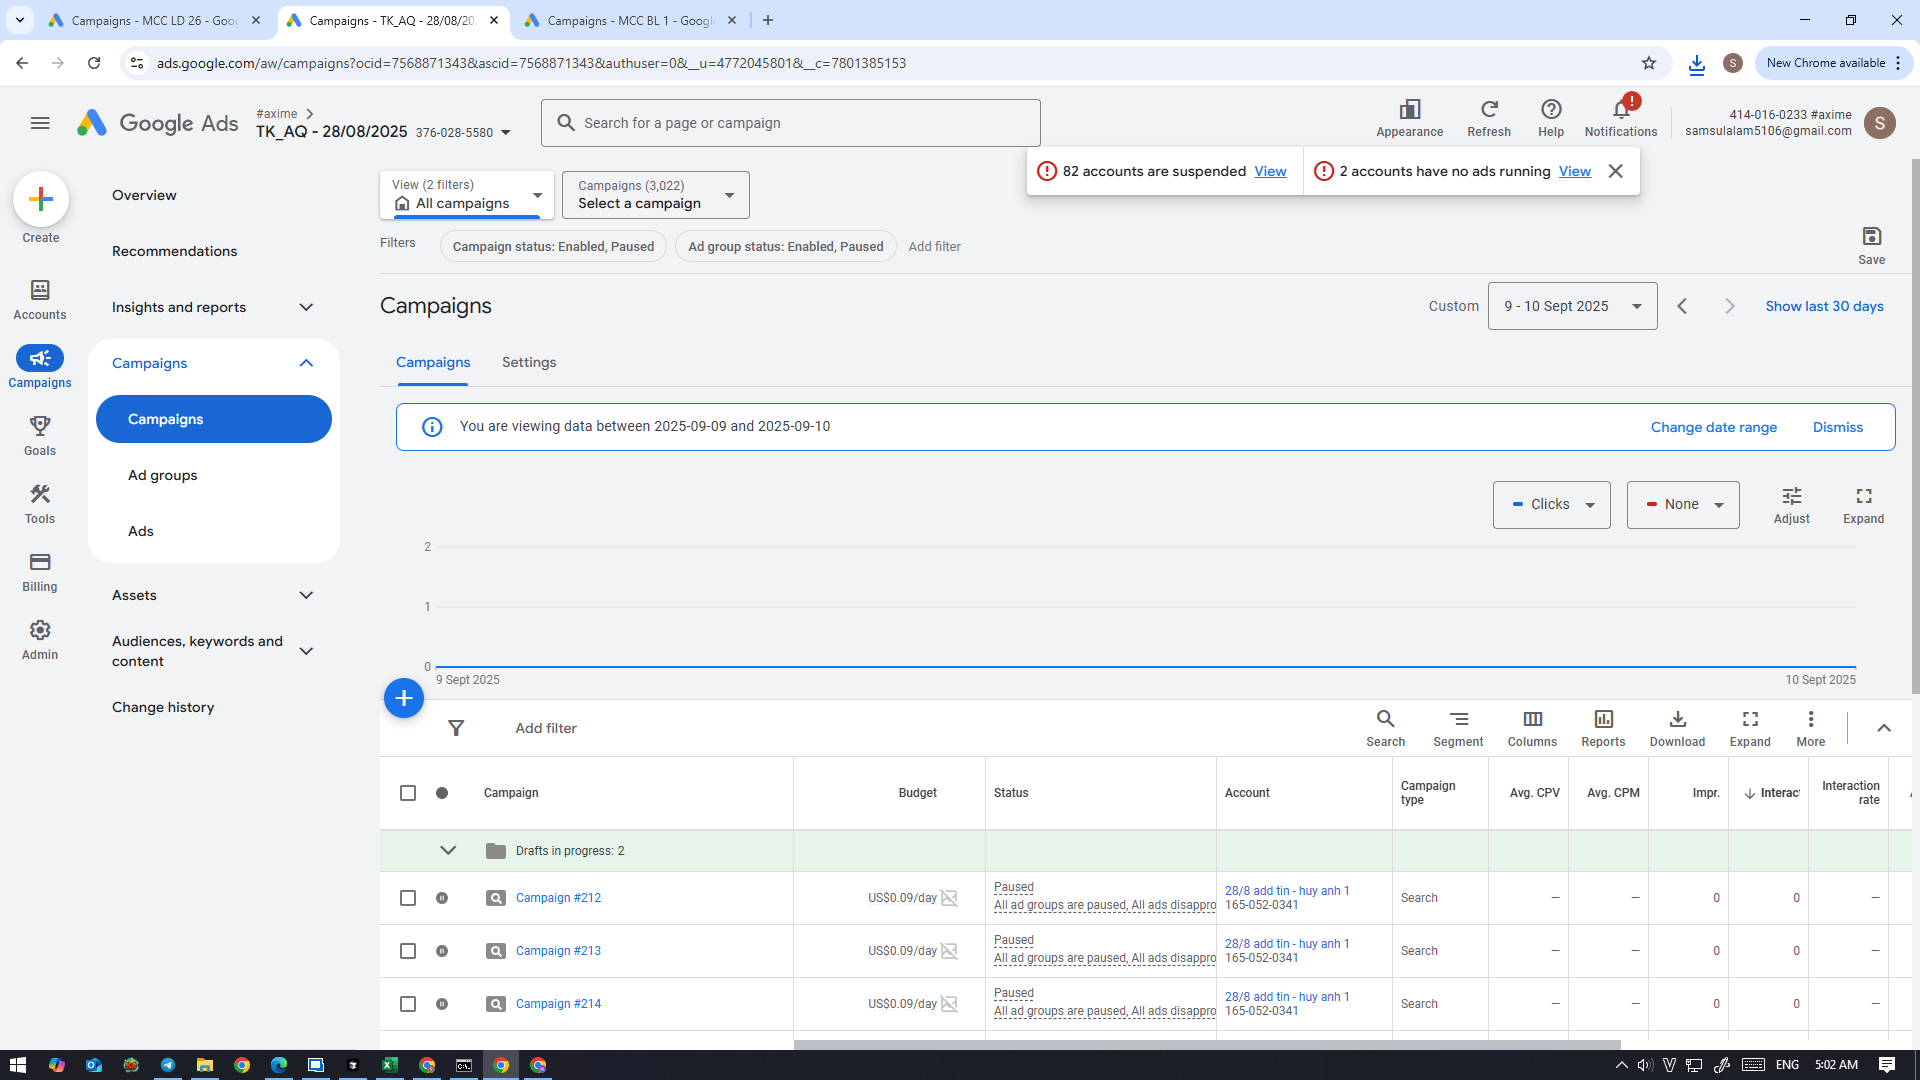 Campaigns - MCC LD 26 - Goog
Campaigns - TK_AQ - 28/08/202
Campaigns - MCC BL 1 - Google
ads.google.com/aw/campaigns?ocid=7568871343&ascid=7568871343&authuser=0&__u=4772045801&__c=7801385153
S
New Chrome available
Google Ads
#axime
TK_AQ - 28/08/2025 376-028-5580
Search for a page or campaign
Appearance
Refresh
Help
Notifications
414-016-0233 #axime
samsulalam5106@gmail.com
S
82 accounts are suspended View
2 accounts have no ads running View
Create
Accounts
Campaigns
Goals
Tools
Billing
Admin
Overview
Recommendations
Insights and reports
Campaigns
Campaigns
Ad groups
Ads
Assets
Audiences, keywords and
content
Change history
View (2 filters)
All campaigns
Campaigns (3,022)
Select a campaign
Filters
Campaign status: Enabled, Paused
Ad group status: Enabled, Paused
Add filter
Save
Campaigns
Custom
9 - 10 Sept 2025
Show last 30 days
Campaigns
Settings
You are viewing data between 2025-09-09 and 2025-09-10
Change date range
Dismiss
Clicks
None
Adjust
Expand
2
1
0
9 Sept 2025
10 Sept 2025
Add filter
Search
Segment
Columns
Reports
Download
Expand
More
Campaign
Budget
Status
Account
Campaign
type
Avg. CPV
Avg. CPM
Impr.
Interact
Interaction
rate
Drafts in progress: 2
Campaign #212
US$0.09/day
Paused
All ad groups are paused, All ads disappro
28/8 add tin - huy anh 1
165-052-0341
Search
—
—
0
0
—
Campaign #213
US$0.09/day
Paused
All ad groups are paused, All ads disappro
28/8 add tin - huy anh 1
165-052-0341
Search
—
—
0
0
—
Campaign #214
US$0.09/day
Paused
All ad groups are paused, All ads disappro
28/8 add tin - huy anh 1
165-052-0341
Search
—
—
0
0
—
ENG
5:02 AM